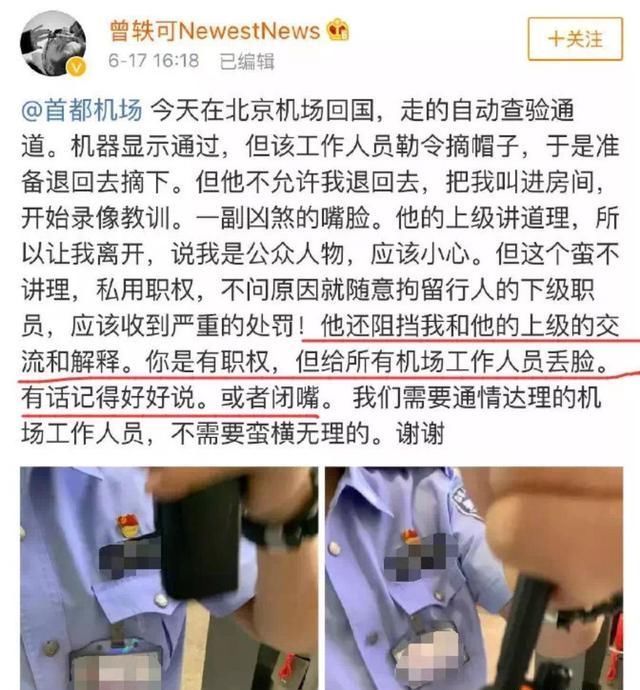 曾轶可NewestNews
6-17 16:18 已编辑
+关注
@首都机场 今天在北京机场回国，走的自动查验通
道。机器显示通过，但该工作人员勒令摘帽子，于是准
备退回去摘下。但他不允许我退回去，把我叫进房间，
开始录像教训。一副凶煞的嘴脸。他的上级讲道理，所
以让我离开，说我是公众人物，应该小心。但这个蛮不
讲理，私用职权，不问原因就随意拘留行人的下级职
员，应该收到严重的处罚！他还阻挡我和他的上级的交
流和解释。你是有职权，但给所有机场工作人员丢脸。
有话记得好好说。或者闭嘴。 我们需要通情达理的机
场工作人员，不需要蛮横无理的。谢谢